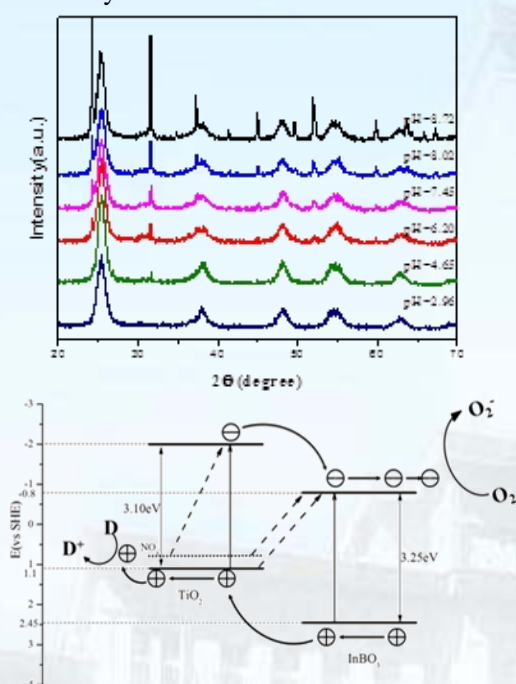 pH=8.72
pH=8.02
pH=7.45
pH=6.20
pH=4.65
pH=2.96
Intensity(a.u.)
20 30 40 50 60 70
2Θ (degree)
E(vs SHE)
-3
-2
-1
-0.8
0
1
1.1
2
2.45
3
4
3.10eV
3.25eV
NO
D
D⁺
TiO₂
InBO₃
O₂⁻
O₂